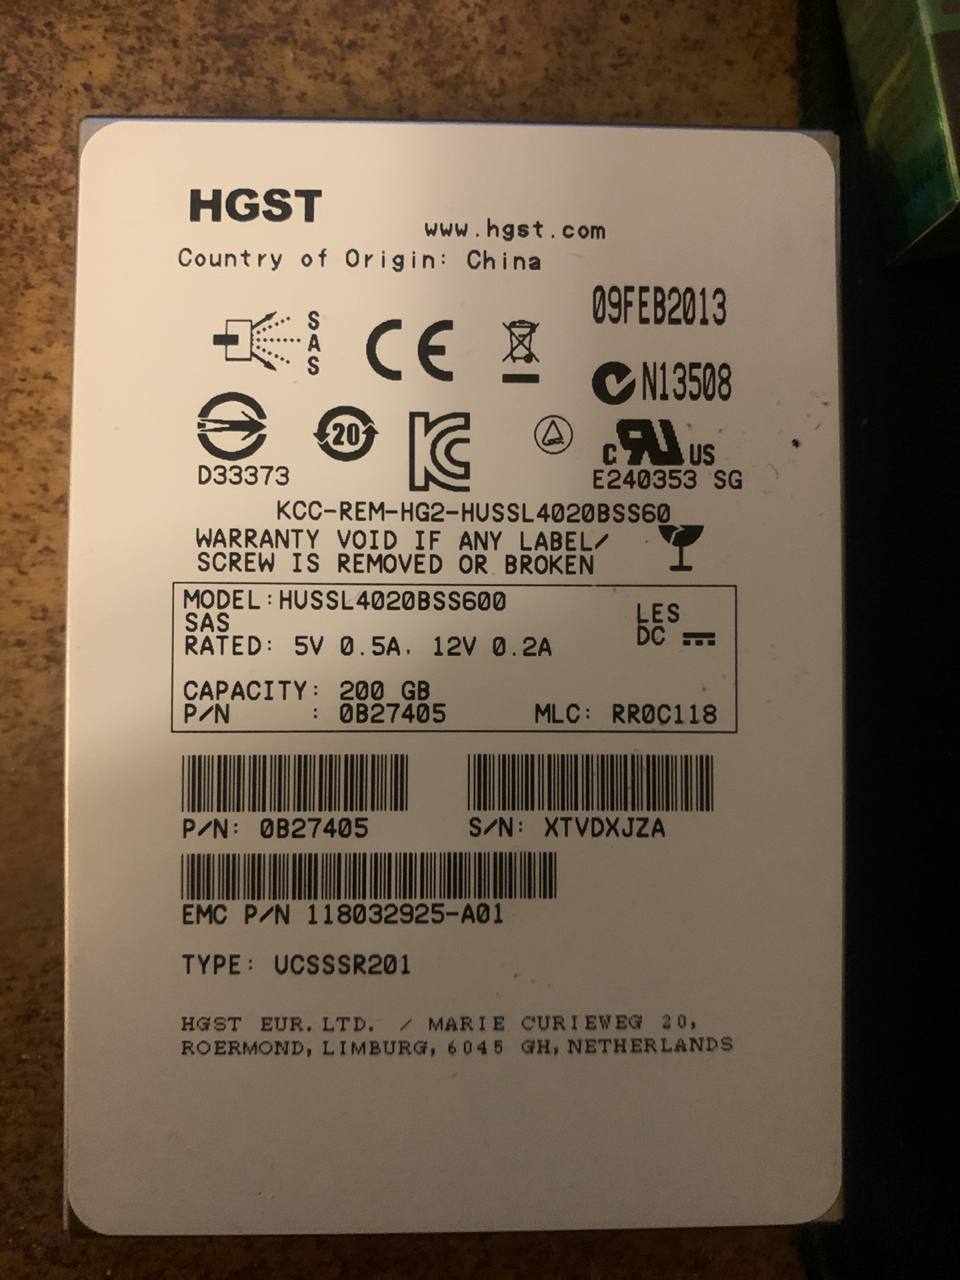 HGST
www.hgst.com
Country of Origin: China
09FEB2013
SAS
CE
N13508
20
KC
c RU US
D33373
E240353 SG
KCC-REM-HG2-HUSSL4020BSS60
WARRANTY VOID IF ANY LABEL/
SCREW IS REMOVED OR BROKEN
MODEL:HUSSL4020BSS600
SAS
LES
DC
RATED: 5V 0.5A, 12V 0.2A
CAPACITY: 200 GB
P/N : 0B27405 MLC: RR0C118
P/N: 0B27405 S/N: XTVDXJZA
EMC P/N 118032925-A01
TYPE: UCSSSR201
HGST EUR.LTD. / MARIE CURIEWEG 20,
ROERMOND, LIMBURG, 6045 GH, NETHERLANDS